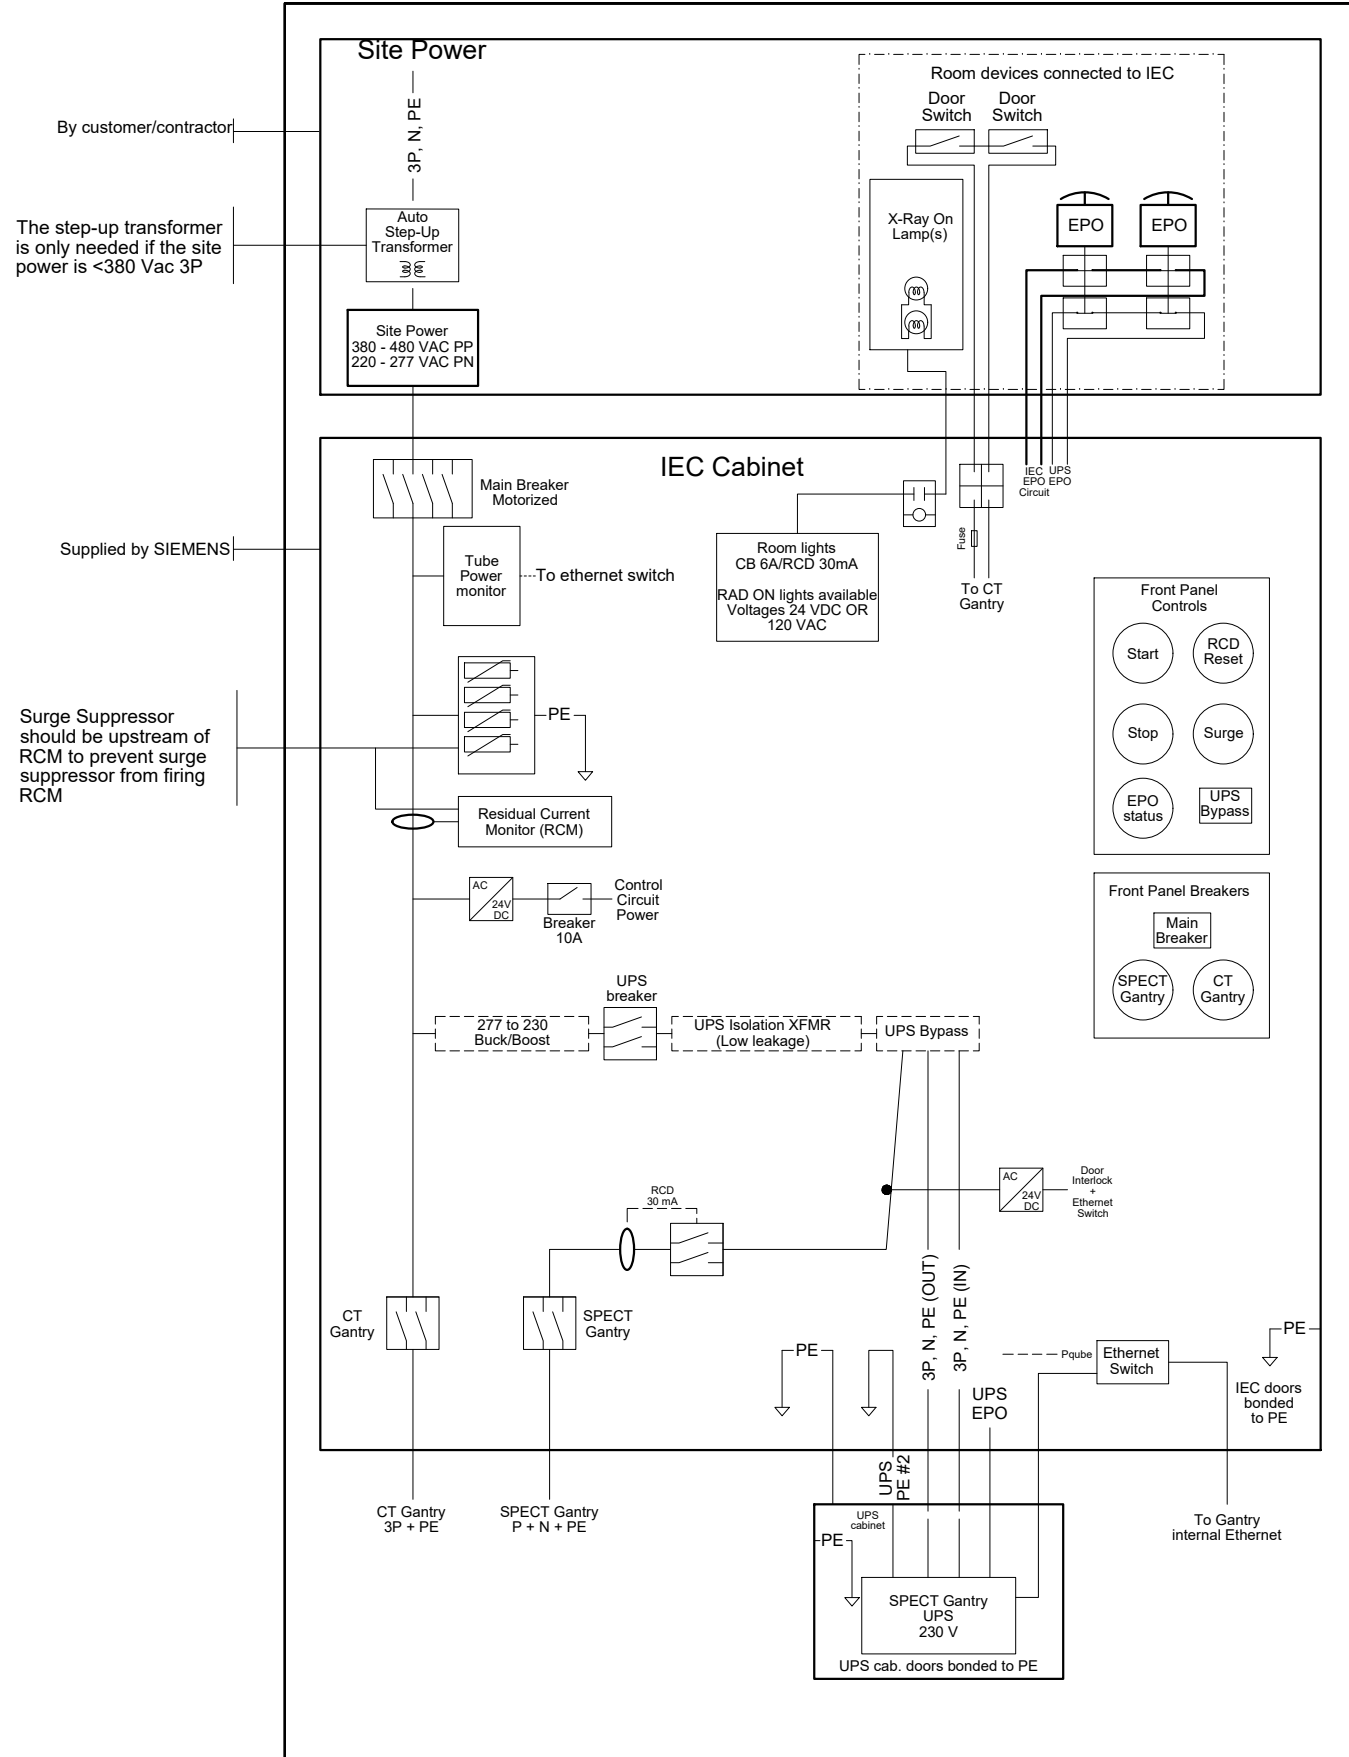 Site Power
3P, N, PE
By customer/contractor
Auto
Step-Up
Transformer
The step-up transformer
is only needed if the site
power is <380 Vac 3P
Site Power
380 - 480 VAC PP
220 - 277 VAC PN
Room devices connected to IEC
Door
Switch
Door
Switch
X-Ray On
Lamp(s)
EPO
EPO
IEC Cabinet
IEC
EPO
Circuit
UPS
EPO
Main Breaker
Motorized
Supplied by SIEMENS
Tube
Power
monitor
To ethernet switch
Room lights
CB 6A/RCD 30mA
RAD ON lights available
Voltages 24 VDC OR
120 VAC
Fuse
To CT
Gantry
Front Panel
Controls
Start
RCD
Reset
Stop
Surge
EPO
status
UPS
Bypass
PE
Surge Suppressor
should be upstream of
RCM to prevent surge
suppressor from firing
RCM
Residual Current
Monitor (RCM)
AC
24V
DC
Breaker
10A
Control
Circuit
Power
Front Panel Breakers
Main
Breaker
SPECT
Gantry
CT
Gantry
277 to 230
Buck/Boost
UPS
breaker
UPS Isolation XFMR
(Low leakage)
UPS Bypass
RCD
30 mA
AC
24V
DC
Door
Interlock
+
Ethernet
Switch
3P, N, PE (OUT)
3P, N, PE (IN)
CT
Gantry
SPECT
Gantry
PE
Pqube
Ethernet
Switch
PE
IEC doors
bonded
to PE
UPS
EPO
UPS
PE #2
CT Gantry
3P + PE
SPECT Gantry
P + N + PE
UPS
cabinet
PE
SPECT Gantry
UPS
230 V
UPS cab. doors bonded to PE
To Gantry
internal Ethernet